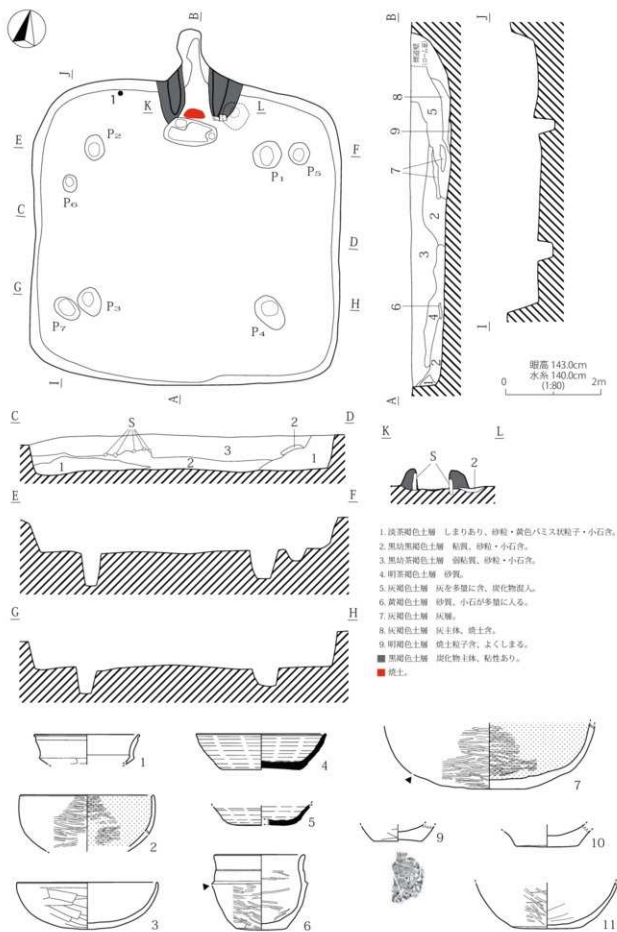 B
J
1
K
L
E
P2
P1
P5
F
P6
C
D
G
P7
P3
P4
H
I
A
B
J
8
5
9
7
2
3
6
4
2
1
A
I
眼高 143.0cm
水糸 140.0cm
(1:80)
0
2m
C
S
2
D
3
1
2
1
K
S
L
2
E
F
G
H
1. 淡茶褐色土層 しまりあり、砂粒・黄色パミス状粒子・小石含。
2. 黒幼黒褐色土層 粘質、砂粒・小石含。
3. 黒幼茶褐色土層 弱粘質、砂粒・小石含。
4. 明茶褐色土層 砂質。
5. 灰褐色土層 灰を多量に含、炭化物混入。
6. 黄褐色土層 砂質、小石が多量に入る。
7. 灰褐色土層 灰層。
8. 灰褐色土層 灰主体、焼土含。
9. 明褐色土層 焼土粒子含、よくしまる。
黒褐色土層 炭化物主体、粘性あり。
焼土。
1
4
7
2
5
9
10
3
6
11